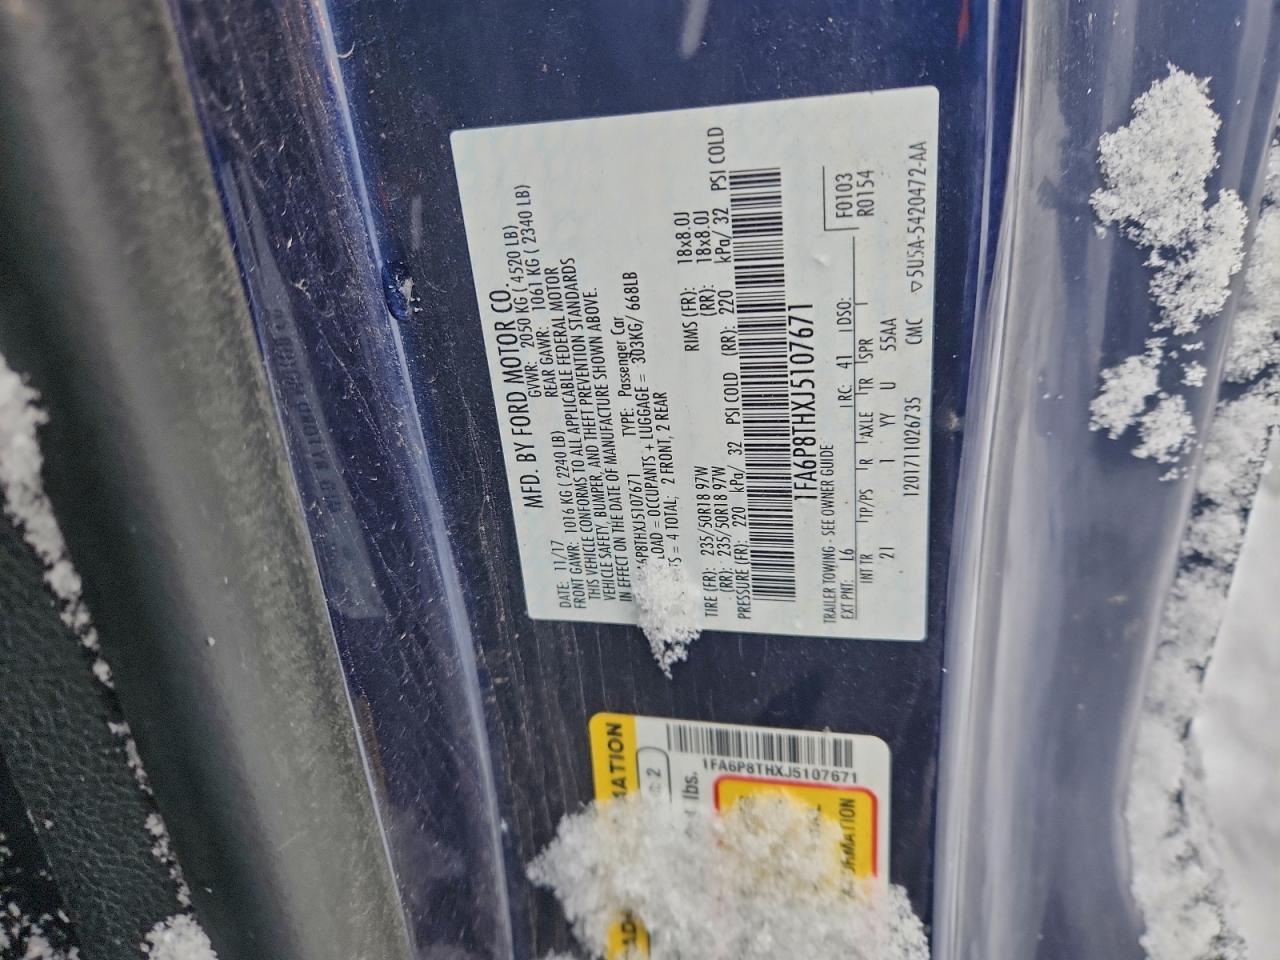 MFD. BY FORD MOTOR CO.
DATE: 11/17 GVWR: 2050 KG ( 4520 LB)
FRONT GAWR: 1016 KG ( 2240 LB) REAR GAWR: 1061 KG ( 2340 LB)
THIS VEHICLE CONFORMS TO ALL APPLICABLE FEDERAL MOTOR
VEHICLE SAFETY, BUMPER, AND THEFT PREVENTION STANDARDS
IN EFFECT ON THE DATE OF MANUFACTURE SHOWN ABOVE.
6P8THXJ5107671 TYPE: Passenger Car
LOAD = OCCUPANTS + LUGGAGE = 303KG/ 668LB
= 4 TOTAL; 2 FRONT, 2 REAR
TIRE (FR): 235/50R18 97W RIMS (FR): 18x8.0J
(RR): 235/50R18 97W (RR): 18x8.0J
PRESSURE (FR): 220 kPa/ 32 PSI COLD (RR): 220 kPa/ 32 PSI COLD
1FA6P8THXJ5107671
TRAILER TOWING - SEE OWNER GUIDE F0103
EXT PNT: L6 RC: 41 DSO: R0154
INT TR TP/PS R AXLE TR SPR
21 I YY U 55AA
1201711026735 CMC ▽ 5U5A-5420472-AA
MATION
2
lbs.
1FA6P8THXJ5107671